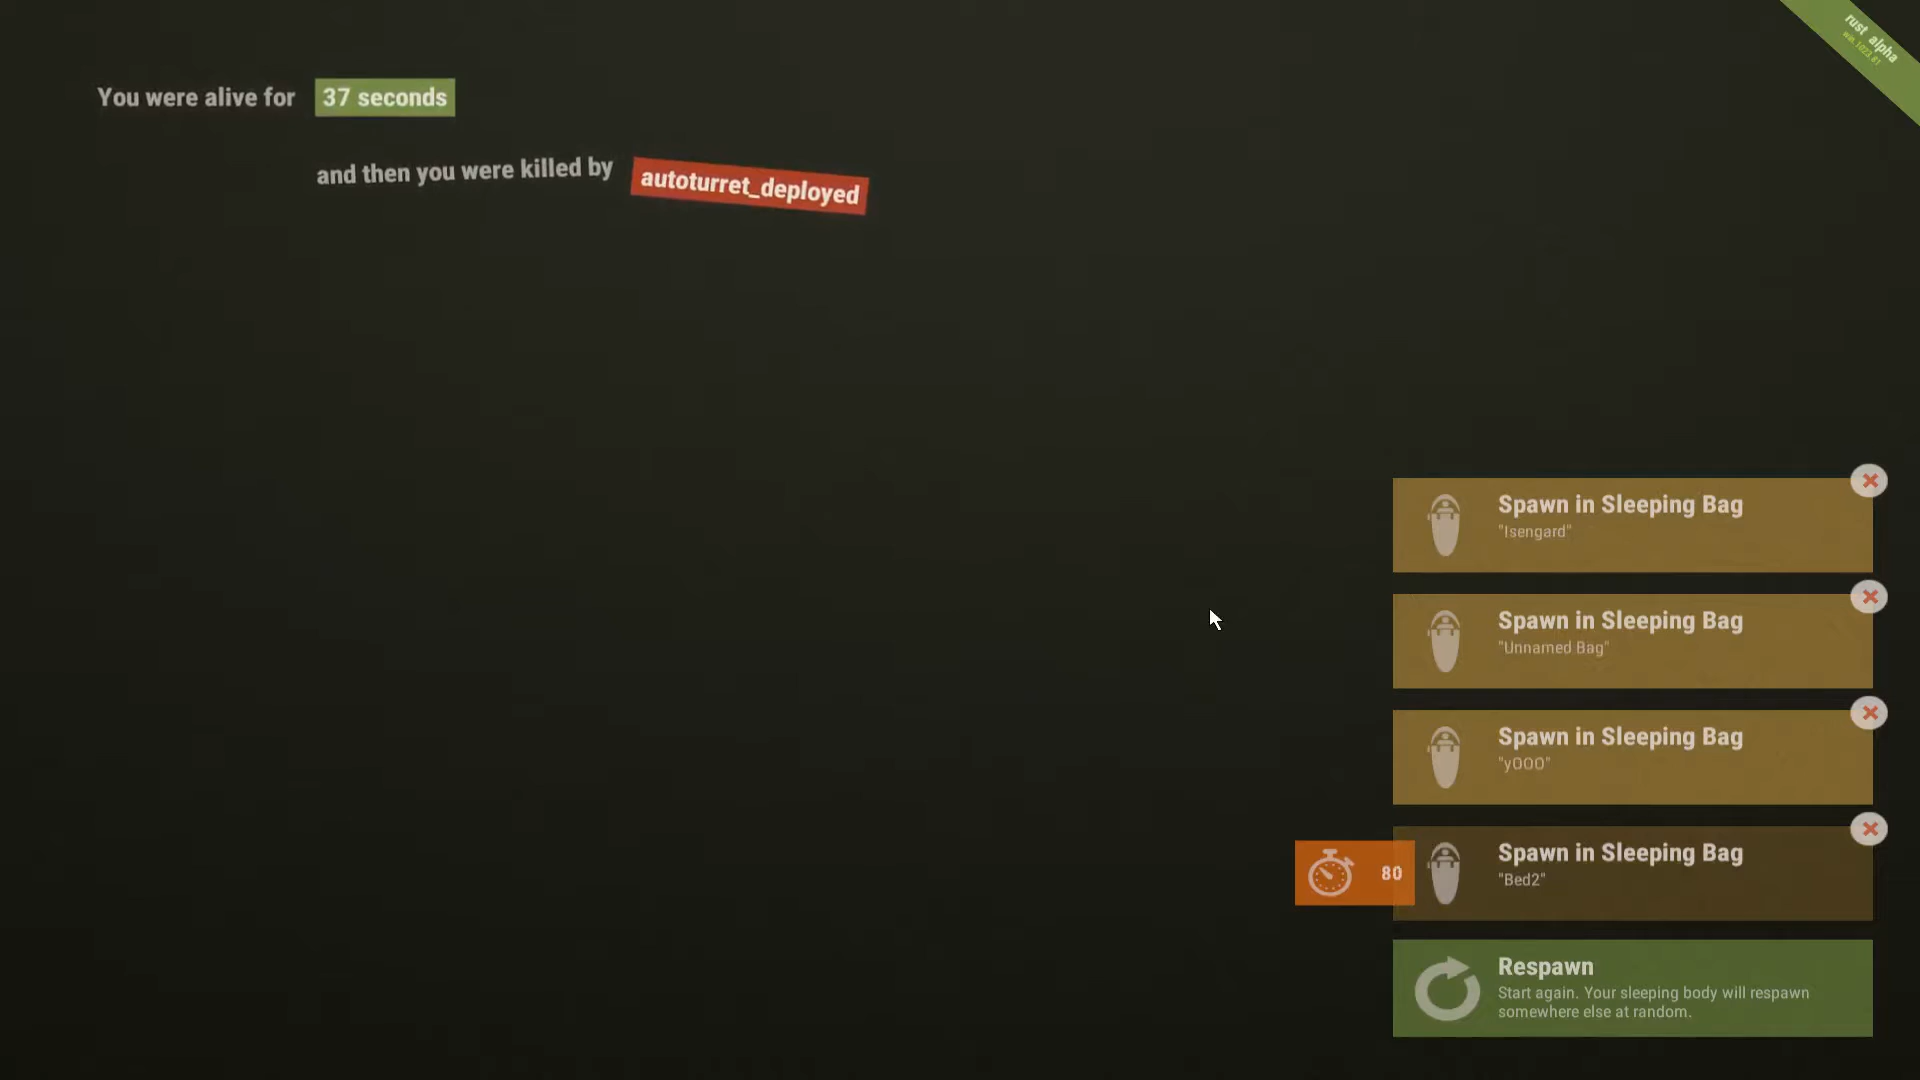 rust alpha
You were alive for 37 seconds
and then you were killed by autoturret_deployed
Spawn in Sleeping Bag
"Isengard"
Spawn in Sleeping Bag
"Unnamed Bag"
Spawn in Sleeping Bag
"yOOO"
80
Spawn in Sleeping Bag
"Bed2"
Respawn
Start again. Your sleeping body will respawn
somewhere else at random.